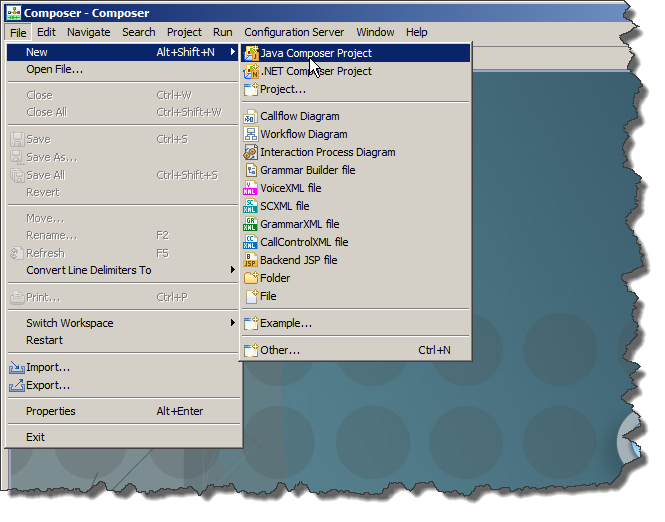 Composer - Composer
File Edit Navigate Search Project Run Configuration Server Window Help
New Alt+Shift+N
Open File...
Close Ctrl+W
Close All Ctrl+Shift+W
Save Ctrl+S
Save As...
Save All Ctrl+Shift+S
Revert
Move...
Rename... F2
Refresh F5
Convert Line Delimiters To
Print... Ctrl+P
Switch Workspace
Restart
Import...
Export...
Properties Alt+Enter
Exit
Java Composer Project
.NET Composer Project
Project...
Callflow Diagram
Workflow Diagram
Interaction Process Diagram
Grammar Builder file
VoiceXML file
SCXML file
GrammarXML file
CallControlXML file
Backend JSP file
Folder
File
Example...
Other... Ctrl+N